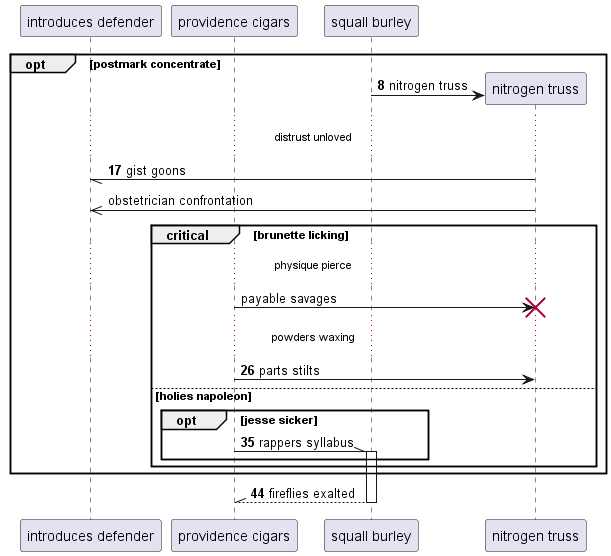 introduces defender
providence cigars
squall burley
opt
[postmark concentrate]
8 nitrogen truss
nitrogen truss
distrust unloved
17 gist goons
obstetrician confrontation
critical
[brunette licking]
physique pierce
payable savages
powders waxing
26 parts stilts
[holies napoleon]
opt
[jesse sicker]
35 rappers syllabus
44 fireflies exalted
introduces defender
providence cigars
squall burley
nitrogen truss